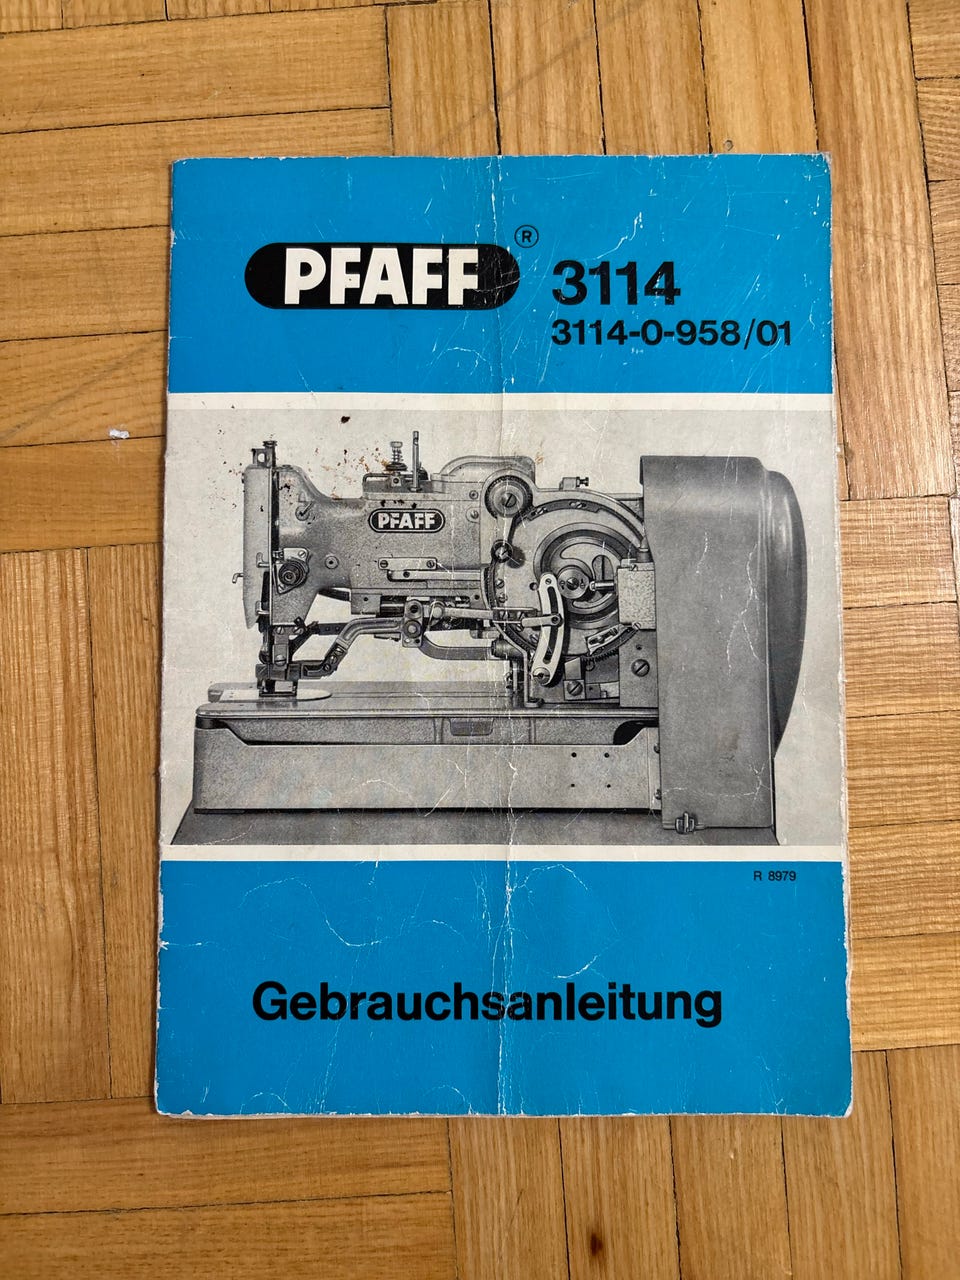 PFAFF ®
3114
3114-0-958/01
PFAFF
R 8979
Gebrauchsanleitung